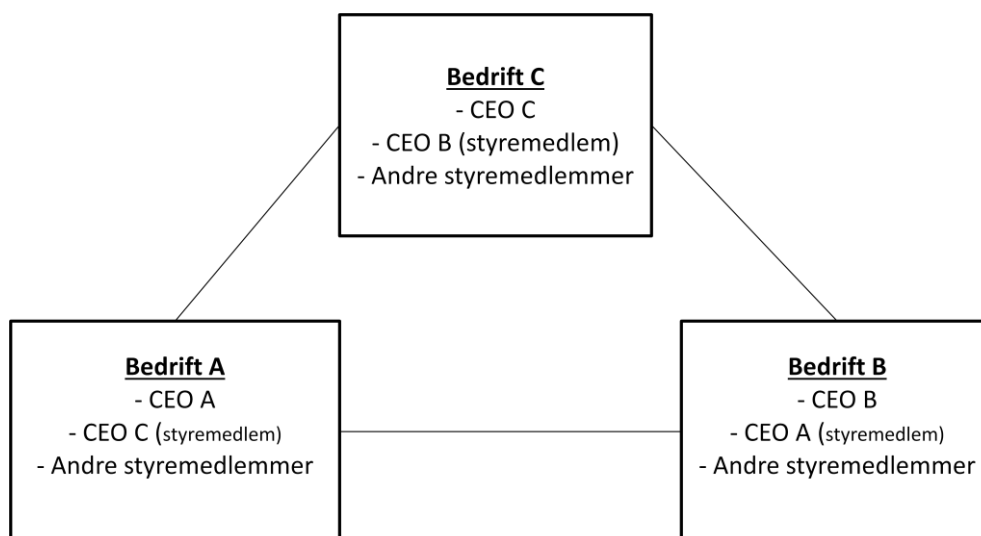 Bedrift C
- CEO C
- CEO B (styremedlem)
- Andre styremedlemmer
Bedrift A
- CEO A
- CEO C (styremedlem)
- Andre styremedlemmer
Bedrift B
- CEO B
- CEO A (styremedlem)
- Andre styremedlemmer